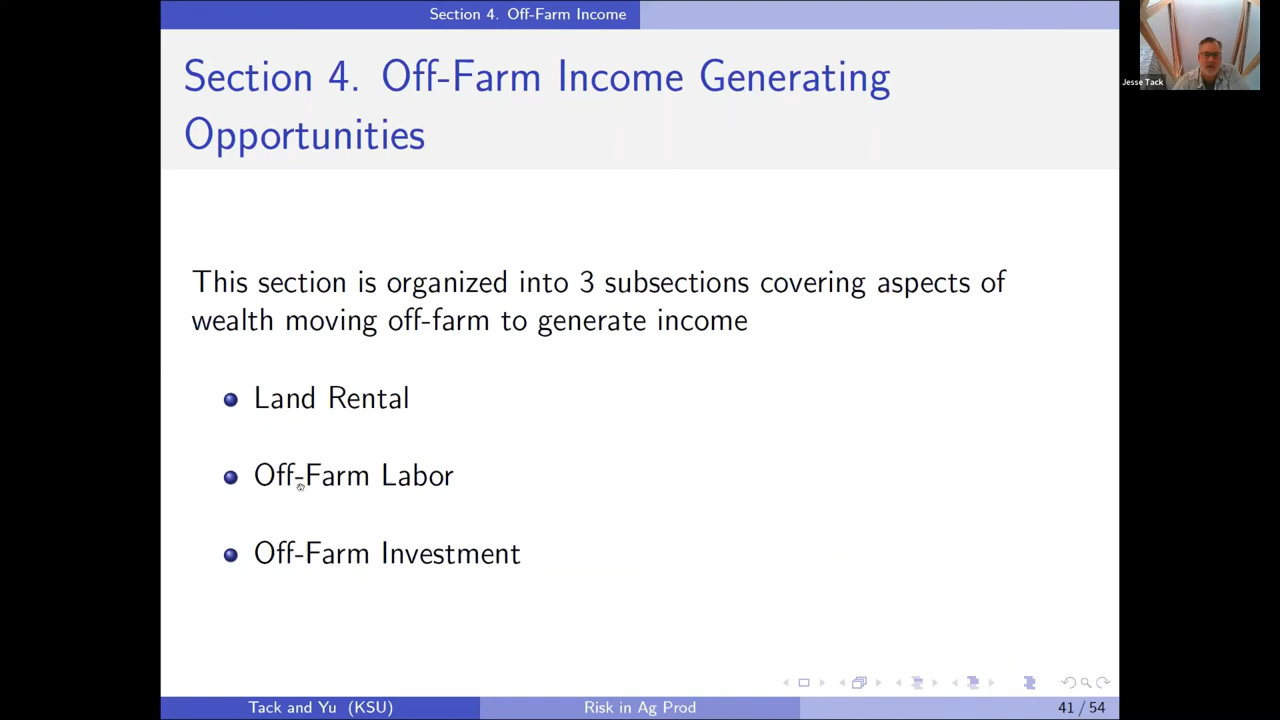 Section 4. Off-Farm Income
Section 4. Off-Farm Income Generating
Opportunities
Jesse Tack
This section is organized into 3 subsections covering aspects of
wealth moving off-farm to generate income
Land Rental
Off-Farm Labor
Off-Farm Investment
Tack and Yu (KSU)
Risk in Ag Prod
41 / 54